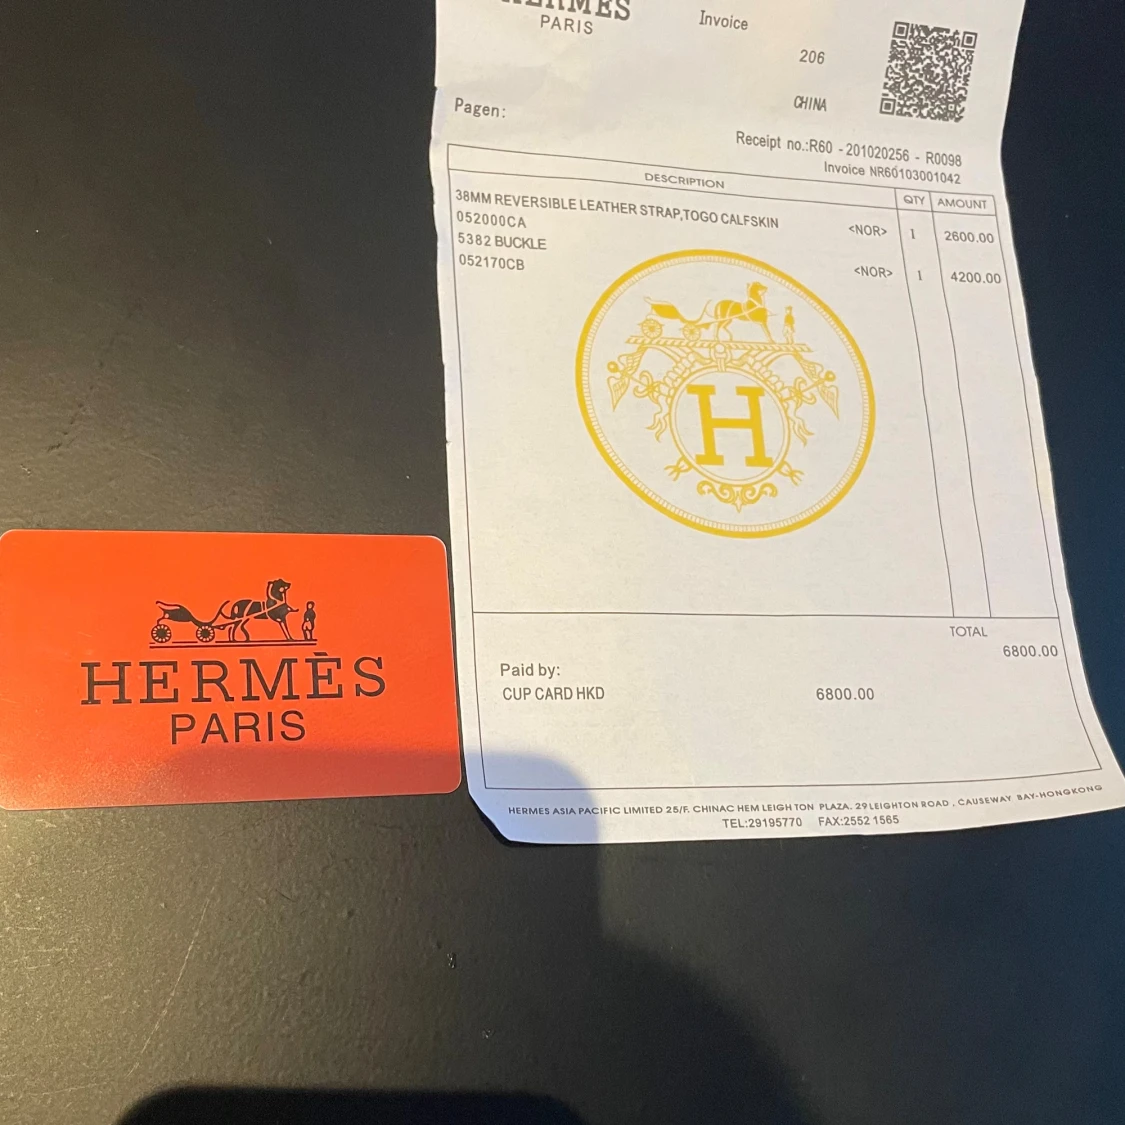 HERMÈS
PARIS
Invoice
206
CHINA
Pagen:
Receipt no.:R60 - 201020256 - R0098
Invoice NR60103001042
DESCRIPTION QTY AMOUNT
38MM REVERSIBLE LEATHER STRAP,TOGO CALFSKIN <NOR> 1 2600.00
052000CA
5382 BUCKLE <NOR> 1 4200.00
052170CB
H
TOTAL
6800.00
Paid by:
CUP CARD HKD 6800.00
HERMES ASIA PACIFIC LIMITED 25/F. CHINAC HEM LEIGH TON PLAZA. 29 LEIGHTON ROAD , CAUSEWAY BAY-HONGKONG
TEL:29195770 FAX:2552 1565
HERMÈS
PARIS